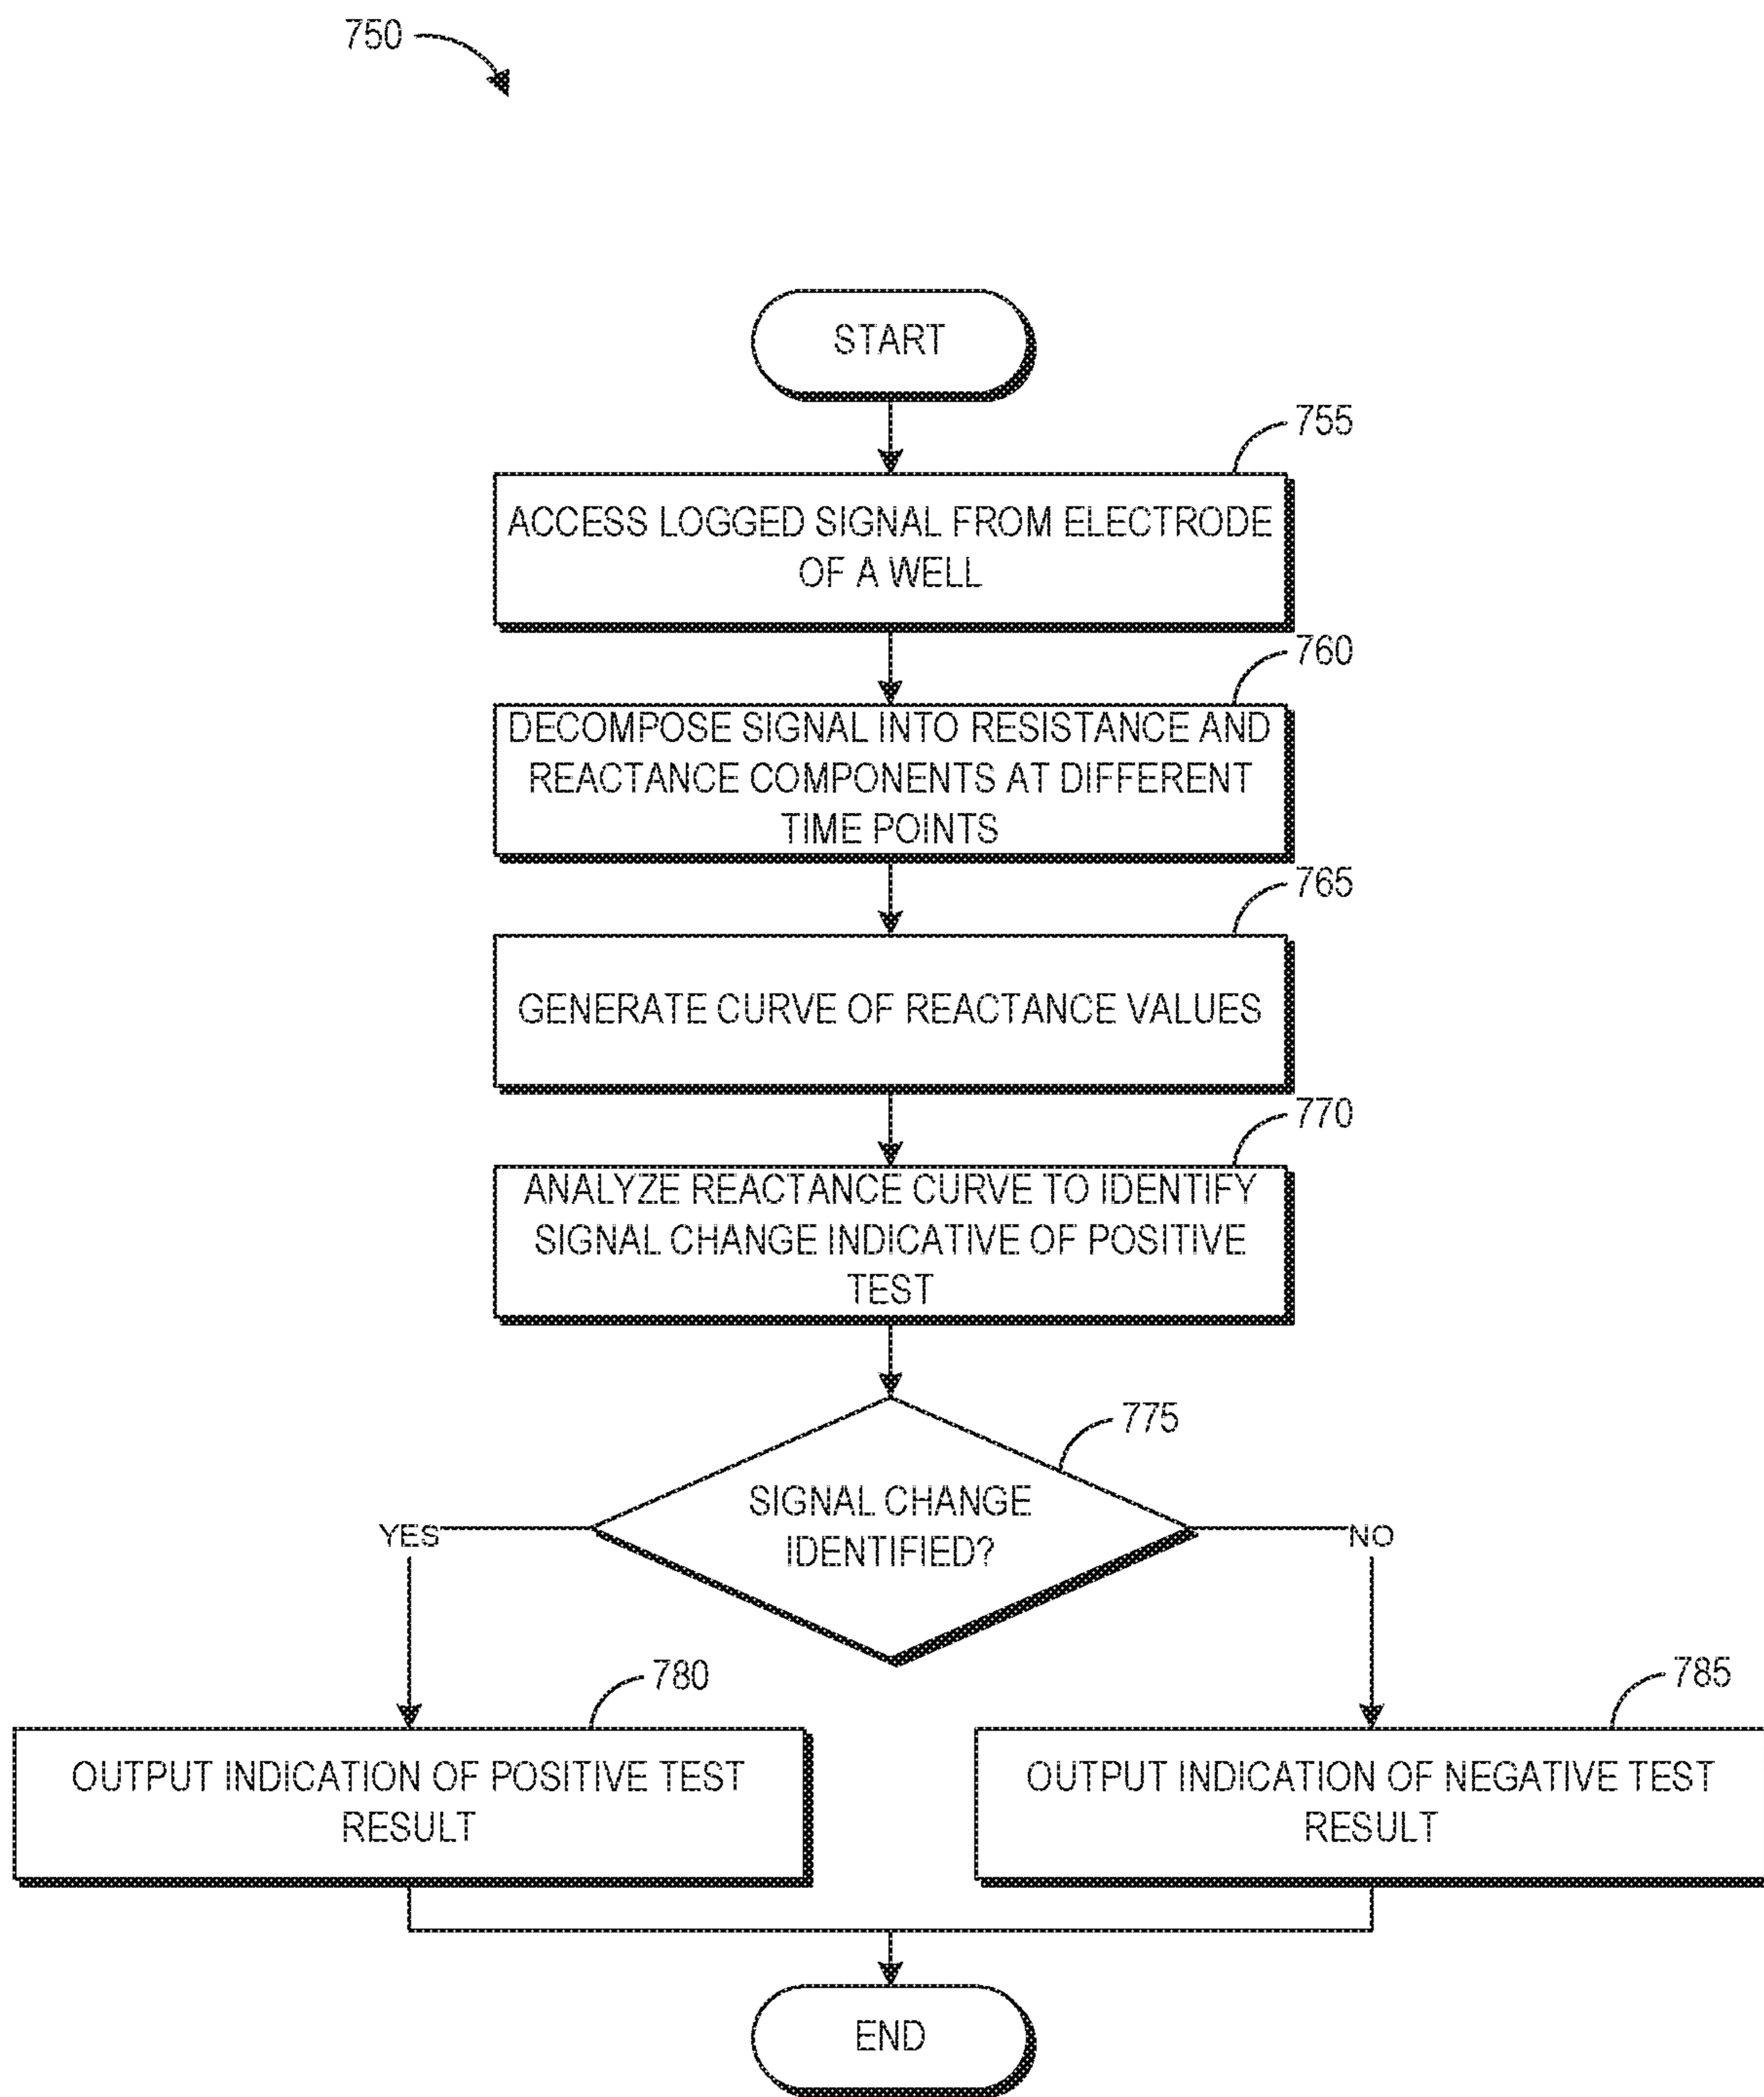 750
START
755
ACCESS LOGGED SIGNAL FROM ELECTRODE
OF A WELL
760
DECOMPOSE SIGNAL INTO RESISTANCE AND
REACTANCE COMPONENTS AT DIFFERENT
TIME POINTS
765
GENERATE CURVE OF REACTANCE VALUES
770
ANALYZE REACTANCE CURVE TO IDENTIFY
SIGNAL CHANGE INDICATIVE OF POSITIVE
TEST
775
SIGNAL CHANGE
IDENTIFIED?
YES
NO
780
OUTPUT INDICATION OF POSITIVE TEST
RESULT
785
OUTPUT INDICATION OF NEGATIVE TEST
RESULT
END